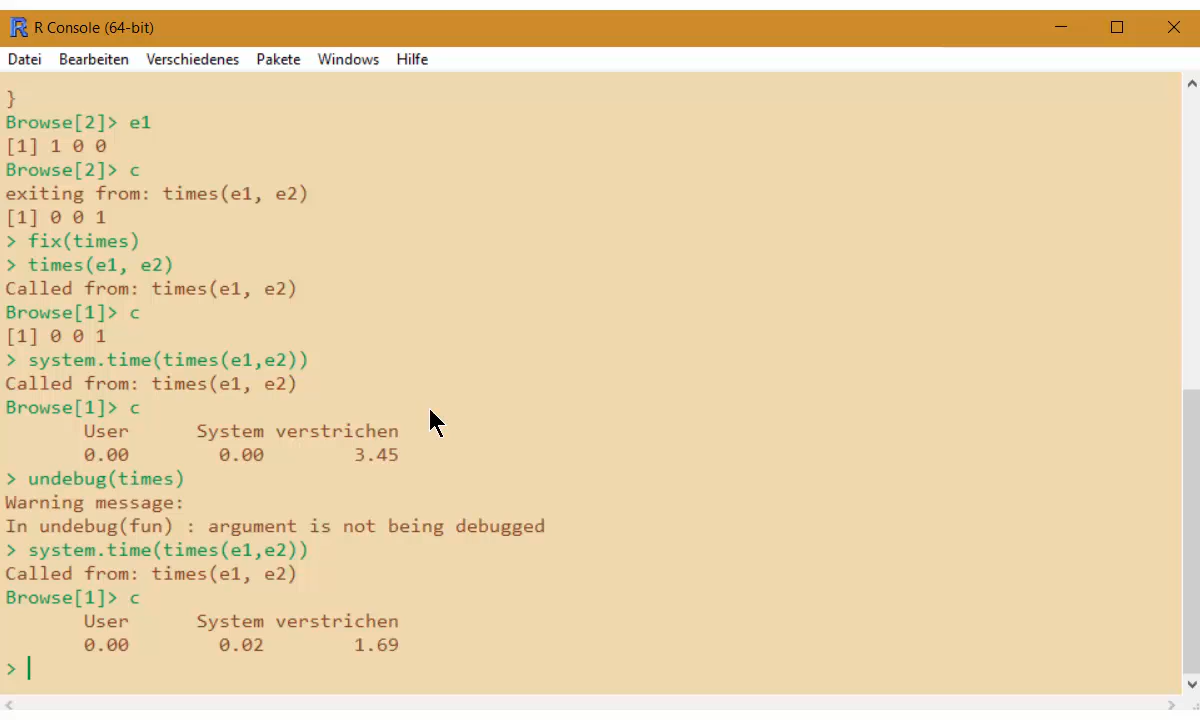 R Console (64-bit)
Datei Bearbeiten Verschiedenes Pakete Windows Hilfe
}
Browse[2]> e1
[1] 1 0 0
Browse[2]> c
exiting from: times(e1, e2)
[1] 0 0 1
> fix(times)
> times(e1, e2)
Called from: times(e1, e2)
Browse[1]> c
[1] 0 0 1
> system.time(times(e1,e2))
Called from: times(e1, e2)
Browse[1]> c
User System verstrichen
0.00 0.00 3.45
> undebug(times)
Warning message:
In undebug(fun) : argument is not being debugged
> system.time(times(e1,e2))
Called from: times(e1, e2)
Browse[1]> c
User System verstrichen
0.00 0.02 1.69
>